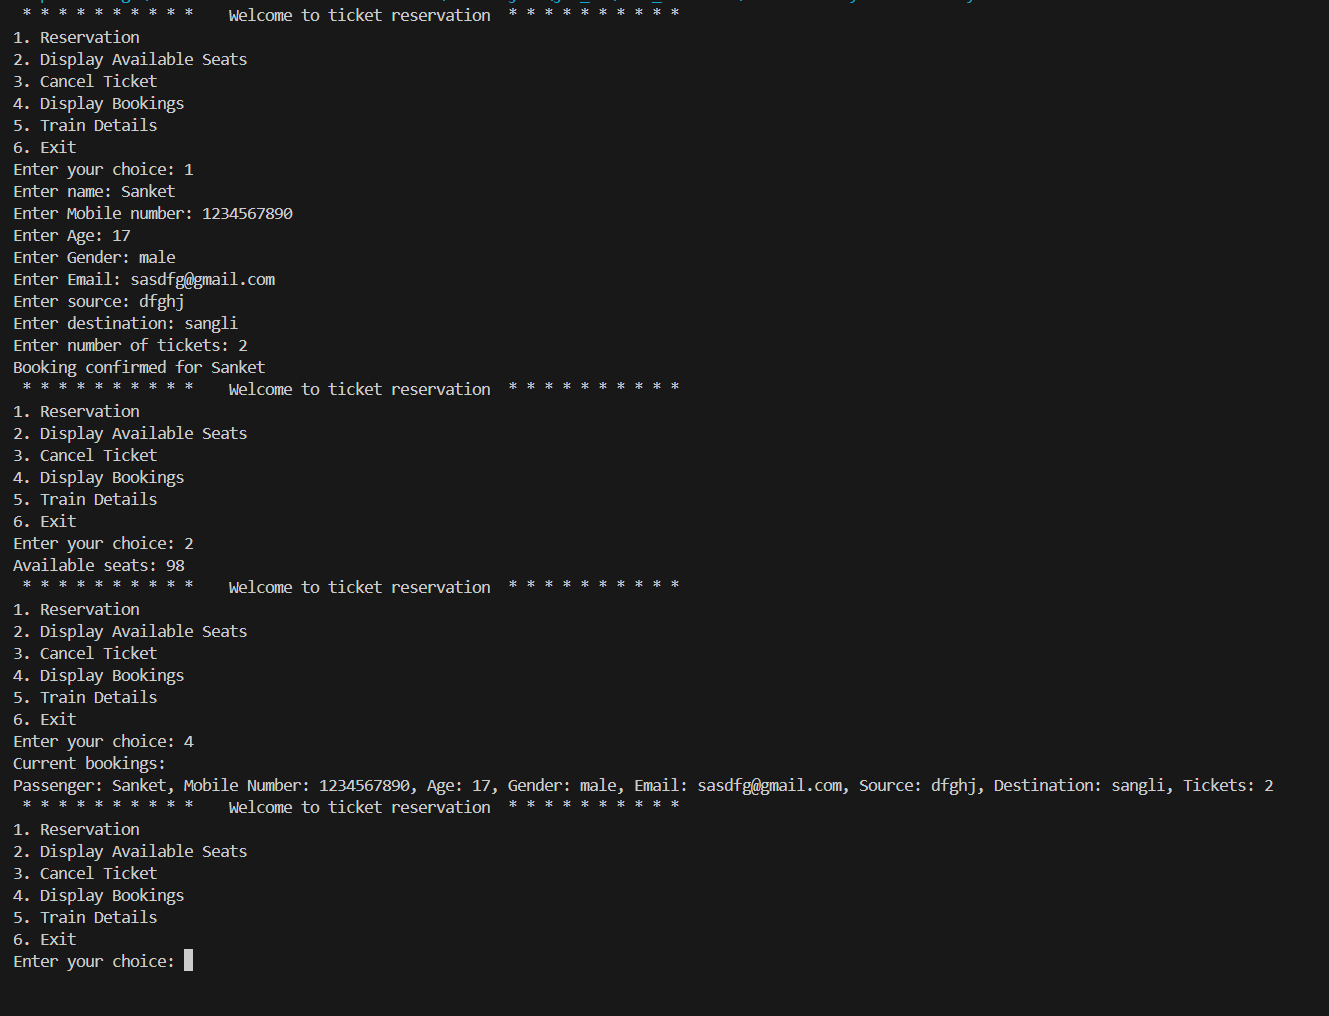 * * * * * * * * * *    Welcome to ticket reservation  * * * * * * * * * *
1. Reservation
2. Display Available Seats
3. Cancel Ticket
4. Display Bookings
5. Train Details
6. Exit
Enter your choice: 1
Enter name: Sanket
Enter Mobile number: 1234567890
Enter Age: 17
Enter Gender: male
Enter Email: sasdfg@gmail.com
Enter source: dfghj
Enter destination: sangli
Enter number of tickets: 2
Booking confirmed for Sanket
* * * * * * * * * *    Welcome to ticket reservation  * * * * * * * * * *
1. Reservation
2. Display Available Seats
3. Cancel Ticket
4. Display Bookings
5. Train Details
6. Exit
Enter your choice: 2
Available seats: 98
* * * * * * * * * *    Welcome to ticket reservation  * * * * * * * * * *
1. Reservation
2. Display Available Seats
3. Cancel Ticket
4. Display Bookings
5. Train Details
6. Exit
Enter your choice: 4
Current bookings:
Passenger: Sanket, Mobile Number: 1234567890, Age: 17, Gender: male, Email: sasdfg@gmail.com, Source: dfghj, Destination: sangli, Tickets: 2
* * * * * * * * * *    Welcome to ticket reservation  * * * * * * * * * *
1. Reservation
2. Display Available Seats
3. Cancel Ticket
4. Display Bookings
5. Train Details
6. Exit
Enter your choice: